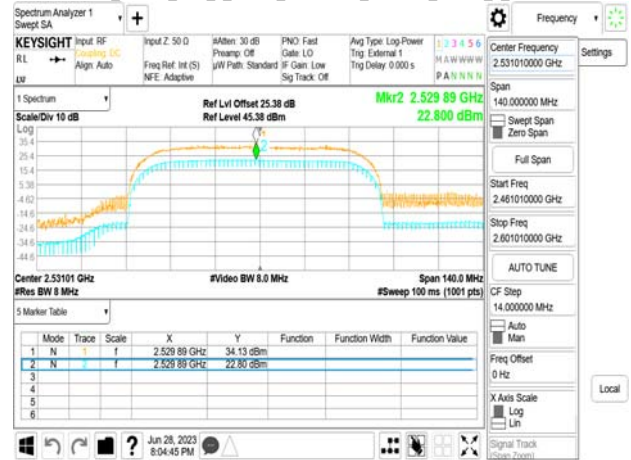 Spectrum Analyzer 1
Swept SA
+
Frequency
KEYSIGHT
RL
Input: RF
Coupling: DC
Align: Auto
Input Z: 50 Ω
Freq Ref: Int (S)
NFE: Adaptive
#Atten: 30 dB
Preamp: Off
µW Path: Standard
PNO: Fast
Gate: LO
IF Gain: Low
Sig Track: Off
Avg Type: Log-Power
Trig: External 1
Trig Delay: 0.000 s
1 2 3 4 5 6
M A W W W W
P A N N N N
LV
Center Frequency
2.531010000 GHz
Settings
1 Spectrum
Scale/Div 10 dB
Ref Lvl Offset 25.38 dB
Ref Level 45.38 dBm
Mkr2 2.529 89 GHz
22.800 dBm
Span
140.000000 MHz
Swept Span
Zero Span
Full Span
Start Freq
2.461010000 GHz
Stop Freq
2.601010000 GHz
AUTO TUNE
CF Step
14.000000 MHz
Auto
Man
Freq Offset
0 Hz
X Axis Scale
Log
Lin
Signal Track
(Span Zoom)
Local
Log
35.4
25.4
15.4
5.38
-4.62
-14.6
-24.6
-34.6
-44.6
2
Center 2.53101 GHz
#Res BW 8 MHz
#Video BW 8.0 MHz
Span 140.0 MHz
#Sweep 100 ms (1001 pts)
5 Marker Table
Mode Trace Scale X Y Function Function Width Function Value
1 N 1 f 2.529 89 GHz 34.13 dBm
2 N 2 f 2.529 89 GHz 22.80 dBm
3
4
5
6
?
Jun 28, 2023
8:04:45 PM